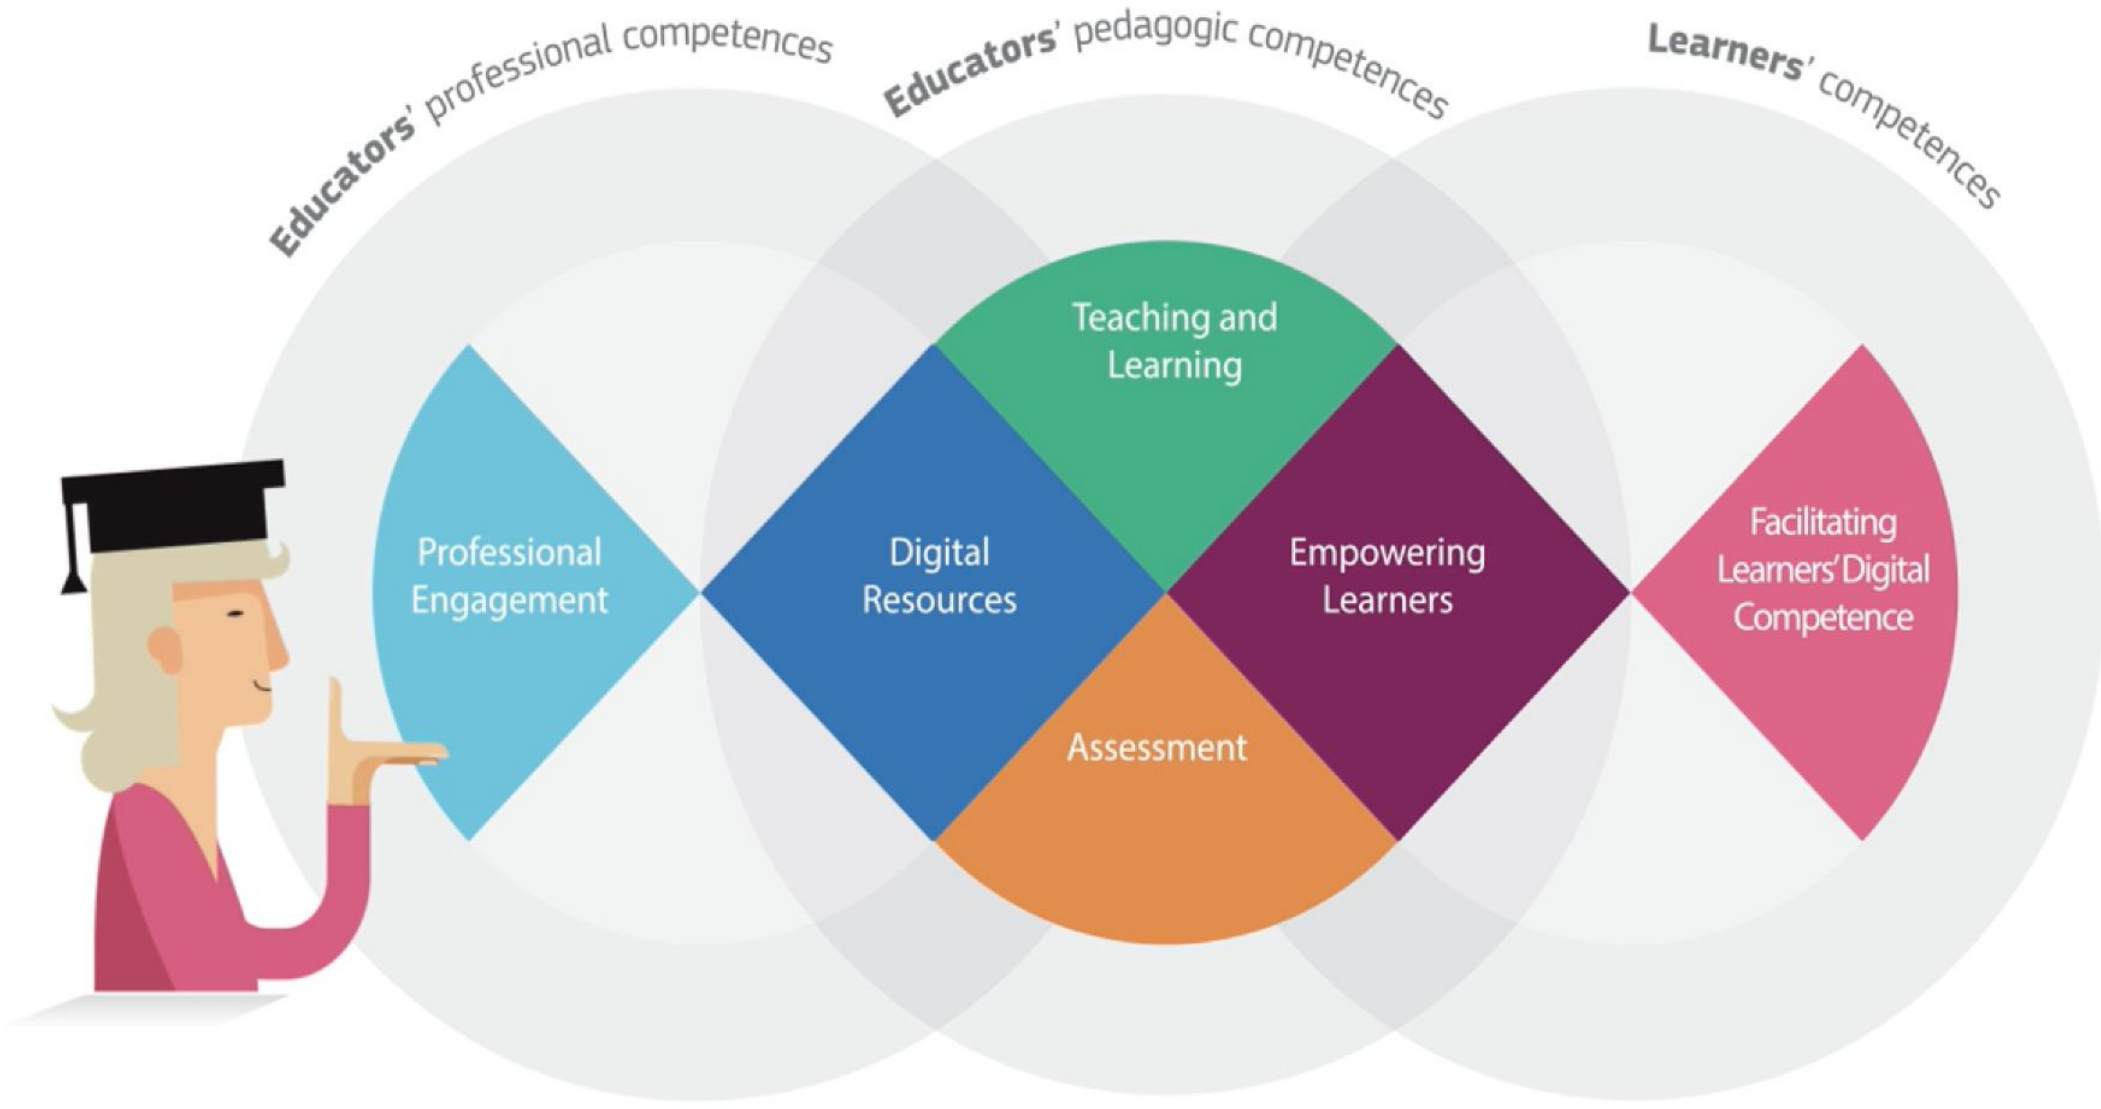 Educators’ professional competences
Educators’ pedagogic competences
Learners’ competences
Teaching and
Learning
Professional
Engagement
Digital
Resources
Empowering
Learners
Facilitating
Learners’ Digital
Competence
Assessment